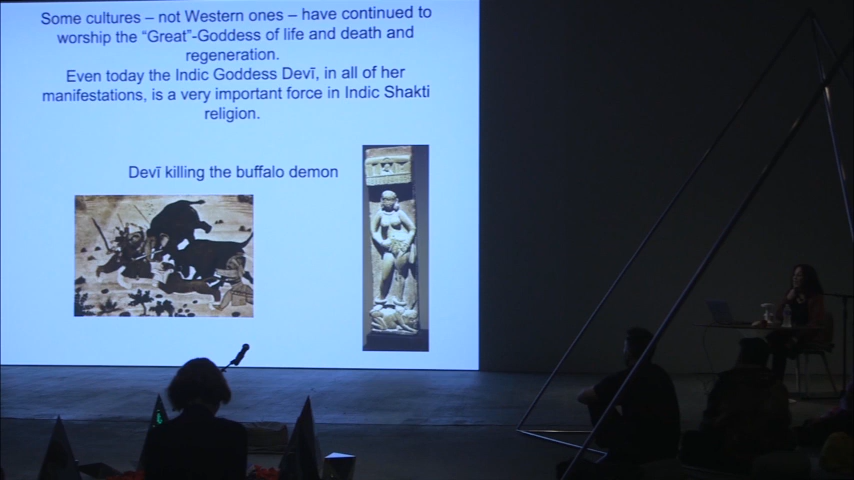 Some cultures – not Western ones – have continued to
worship the “Great”-Goddess of life and death and
regeneration.
Even today the Indic Goddess Devī, in all of her
manifestations, is a very important force in Indic Shakti
religion.
Devī killing the buffalo demon